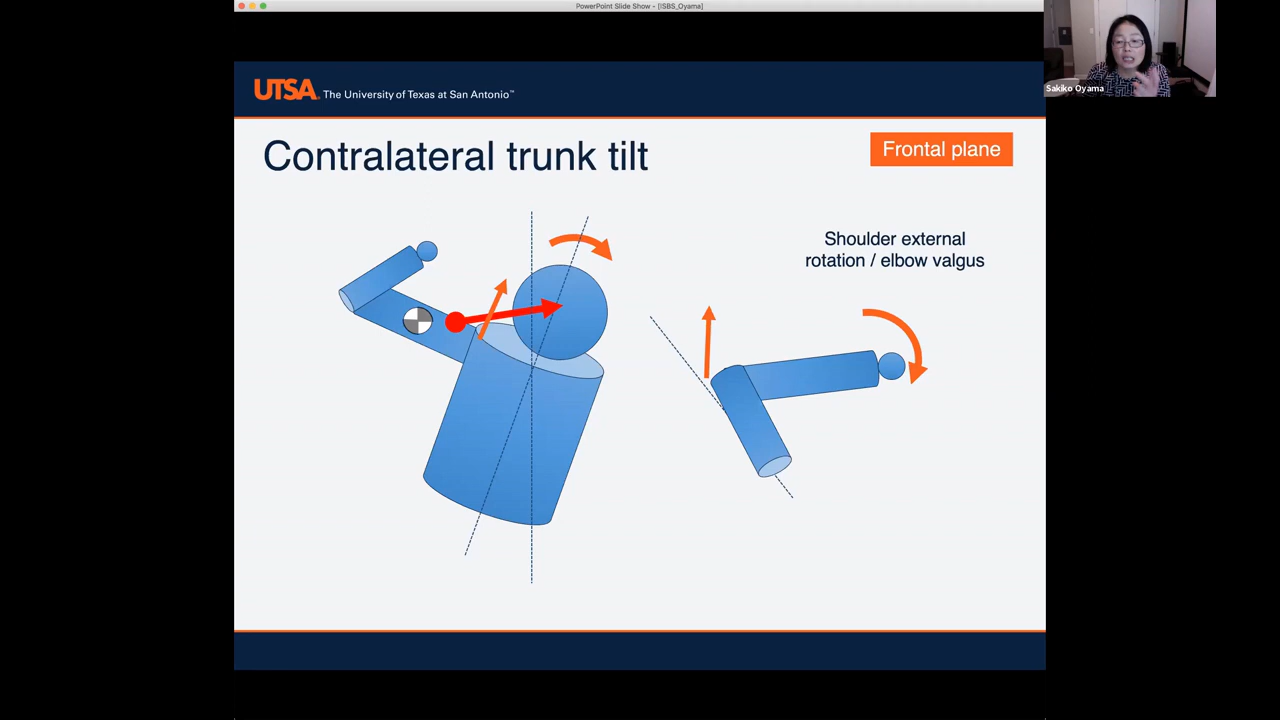 PowerPoint Slide Show - [ISBS_Oyama]
Sakiko Oyama
UTSA. The University of Texas at San Antonio™
Contralateral trunk tilt
Frontal plane
Shoulder external
rotation / elbow valgus